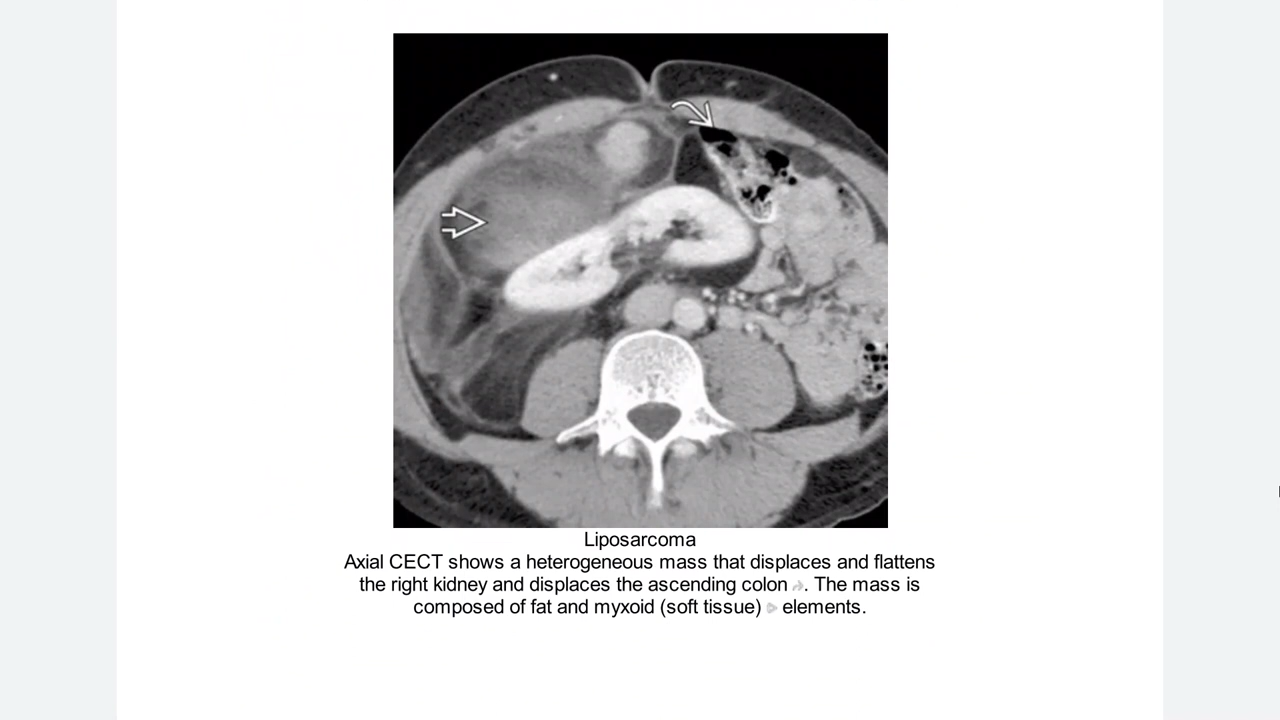 Liposarcoma
Axial CECT shows a heterogeneous mass that displaces and flattens
the right kidney and displaces the ascending colon . The mass is
composed of fat and myxoid (soft tissue) elements.